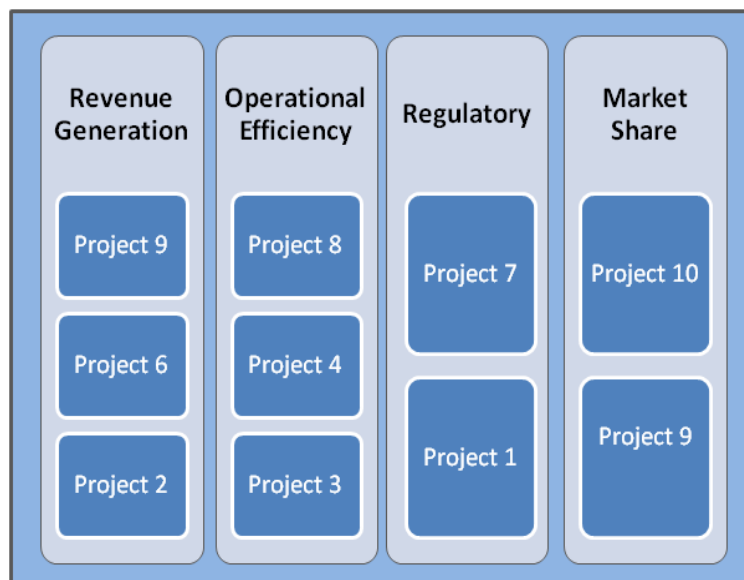 Revenue
Generation
Project 9
Project 6
Project 2
Operational
Efficiency
Project 8
Project 4
Project 3
Regulatory
Project 7
Project 1
Market
Share
Project 10
Project 9